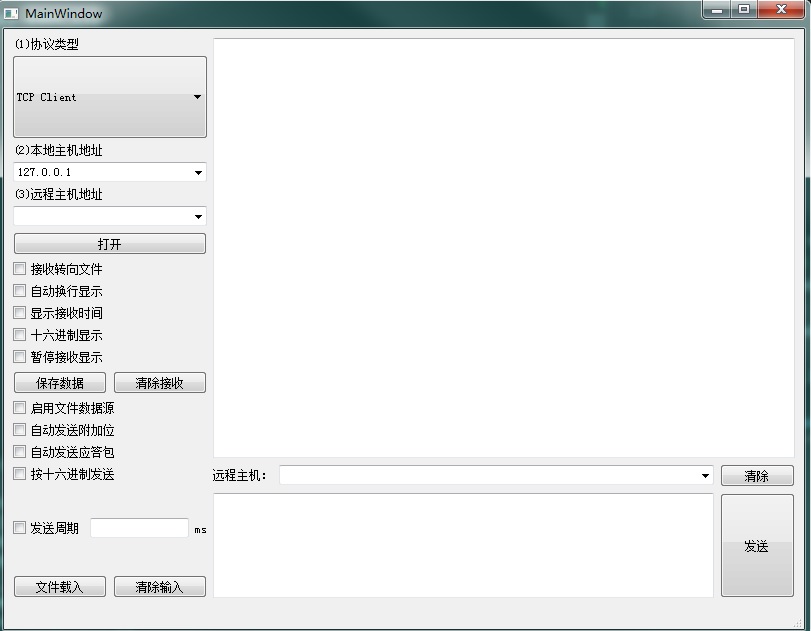 MainWindow
(1)协议类型
TCP Client
(2)本地主机地址
127.0.0.1
(3)远程主机地址
打开
接收转向文件
自动换行显示
显示接收时间
十六进制显示
暂停接收显示
保存数据 清除接收
启用文件数据源
自动发送附加位
自动发送应答包
按十六进制发送
发送周期 ms
文件载入 清除输入
远程主机： 清除
发送